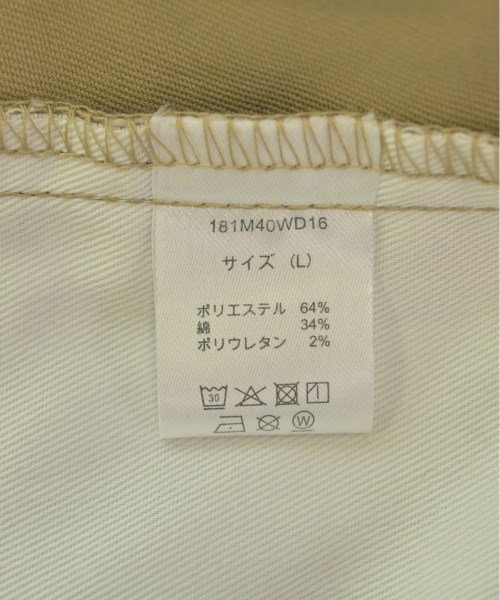 181M40WD16
サイズ (L)
ポリエステル 64%
綿 34%
ポリウレタン 2%
30
W